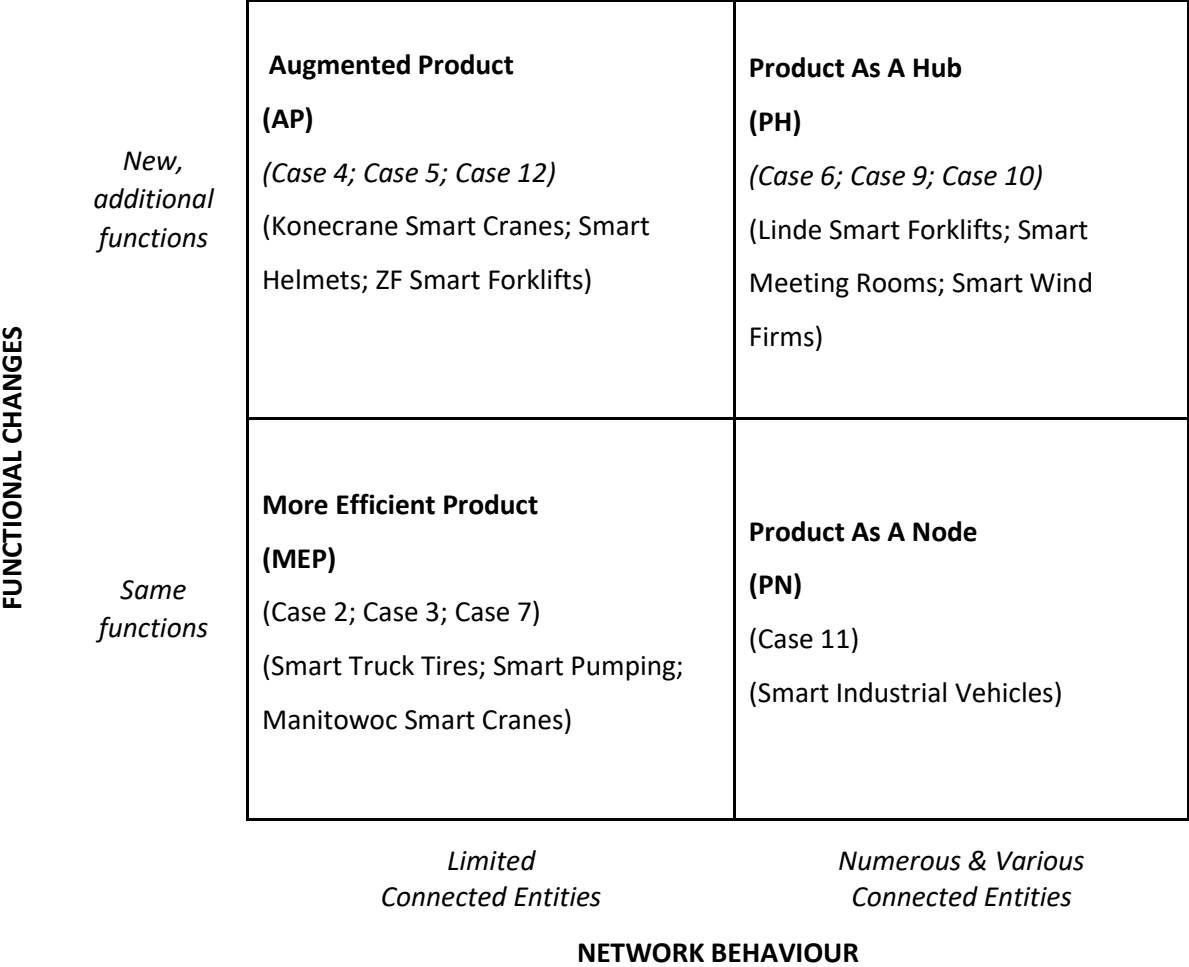 Augmented Product
(AP)
(Case 4; Case 5; Case 12)
(Konecrane Smart Cranes; Smart
Helmets; ZF Smart Forklifts)
Product As A Hub
(PH)
(Case 6; Case 9; Case 10)
(Linde Smart Forklifts; Smart
Meeting Rooms; Smart Wind
Firms)
New,
additional
functions
FUNCTIONAL CHANGES
More Efficient Product
(MEP)
(Case 2; Case 3; Case 7)
(Smart Truck Tires; Smart Pumping;
Manitowoc Smart Cranes)
Product As A Node
(PN)
(Case 11)
(Smart Industrial Vehicles)
Same
functions
Limited
Connected Entities
Numerous & Various
Connected Entities
NETWORK BEHAVIOUR